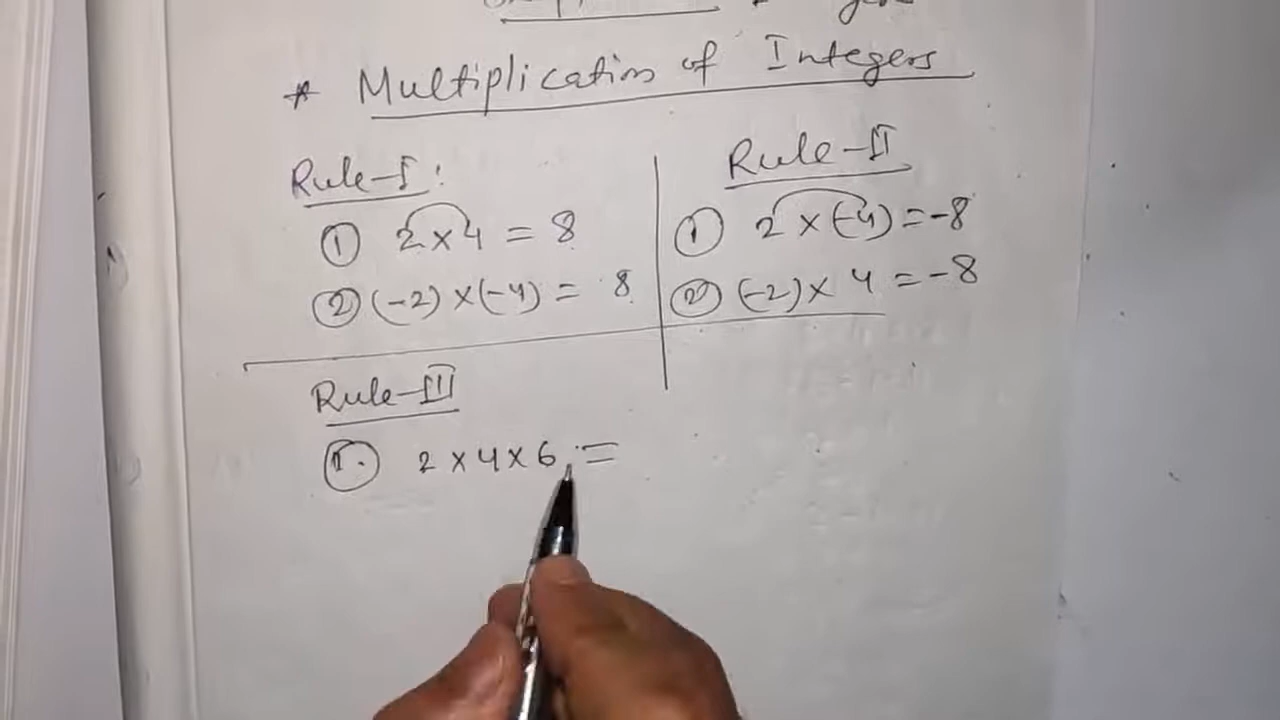 * Multiplication of Integers
Rule-I:
① 2×4 = 8
② (-2)×(-4) = 8
Rule-II
① 2 × (-4) = -8
② (-2)× 4 = -8
Rule-III
①. 2×4×6 =